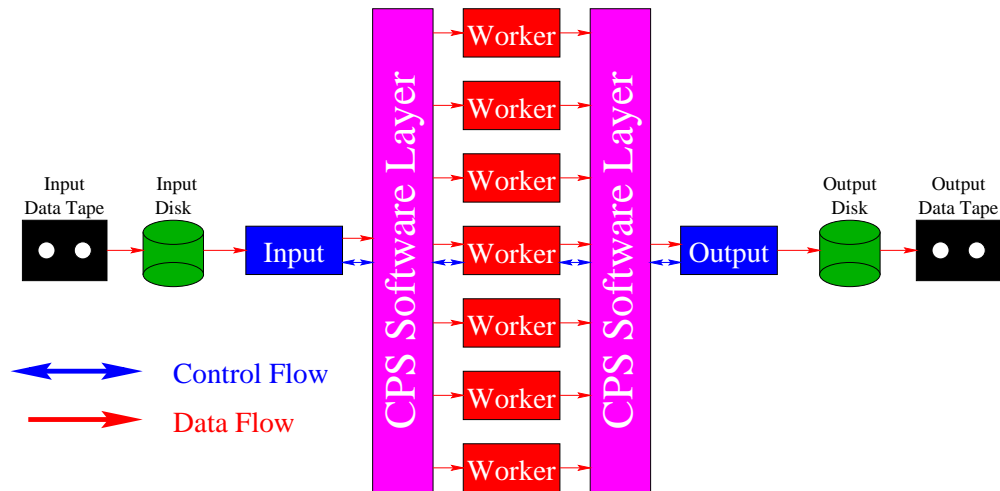 Worker
Worker
Worker
Worker
Worker
Worker
Worker
CPS Software Layer
CPS Software Layer
Input
Data Tape
Input
Disk
Input
Output
Output
Disk
Output
Data Tape
Control Flow
Data Flow